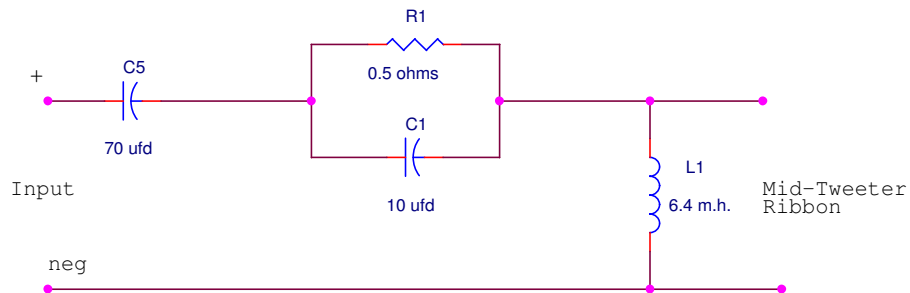 R1
0.5 ohms
+
C5
70 ufd
C1
10 ufd
L1
6.4 m.h.
Input
Mid-Tweeter
Ribbon
neg